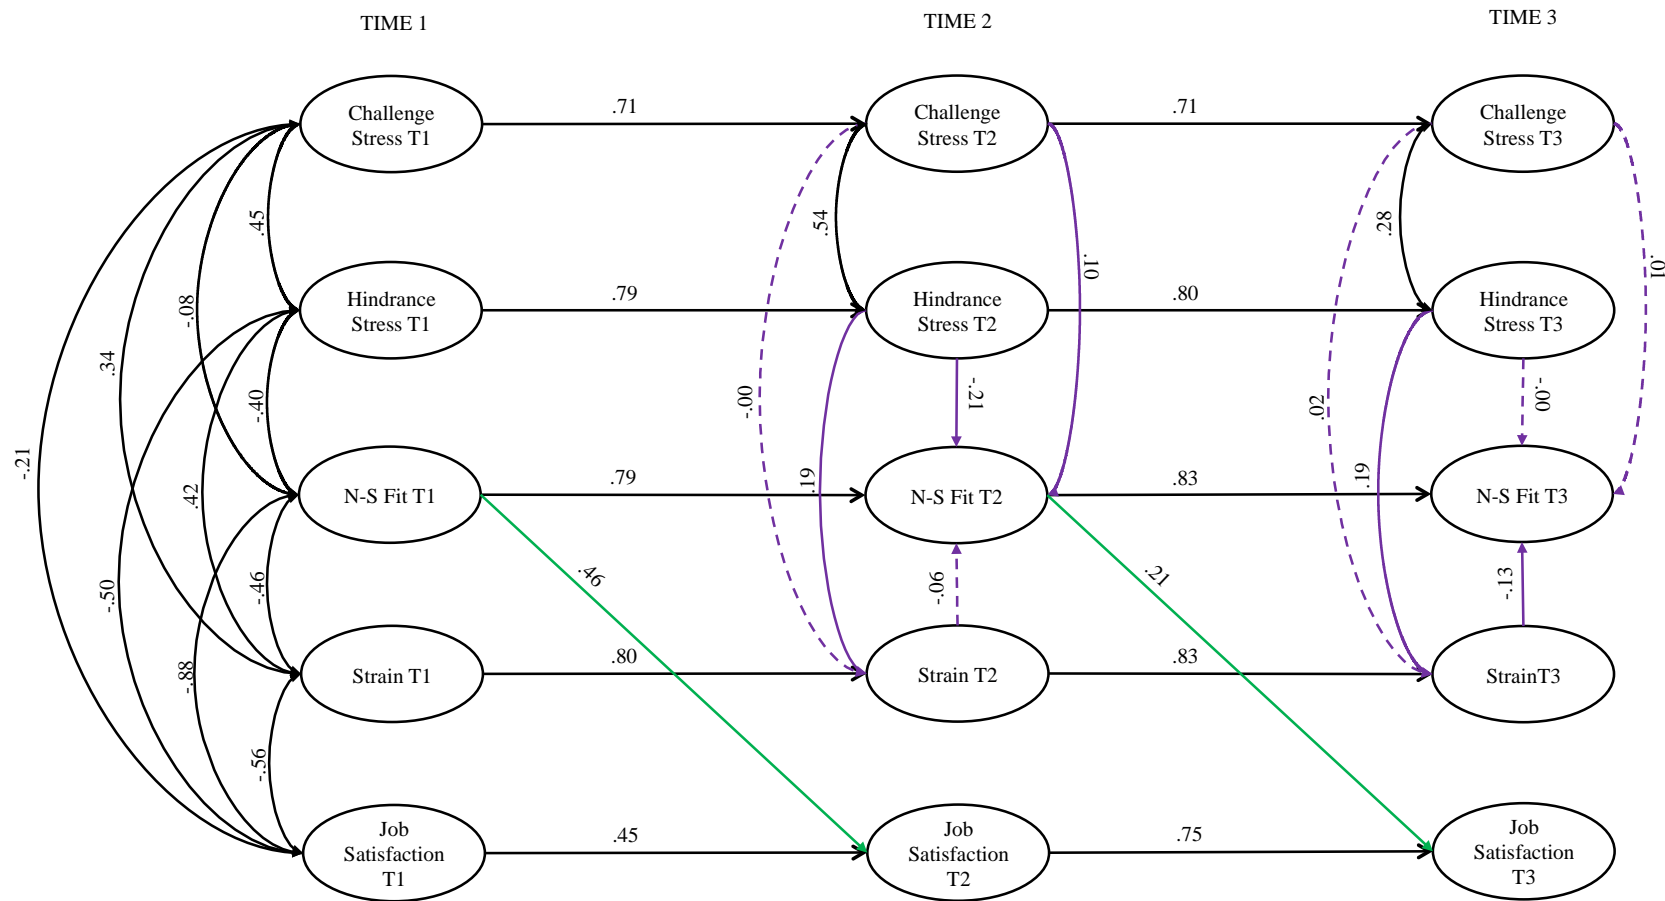 TIME 1
TIME 2
TIME 3
Challenge
Stress T1
.71
Challenge
Stress T2
.71
Challenge
Stress T3
.45
.54
.28
Hindrance
Stress T1
.79
Hindrance
Stress T2
.10
.80
Hindrance
Stress T3
.01
-.08
.34
-.40
-.00
-.21
.02
-.00
-.21
N-S Fit T1
.79
N-S Fit T2
.83
N-S Fit T3
.42
.19
.19
-.50
-.46
.46
-.06
.21
-.13
Strain T1
.80
Strain T2
.83
StrainT3
-.88
-.56
Job
Satisfaction
T1
.45
Job
Satisfaction
T2
.75
Job
Satisfaction
T3